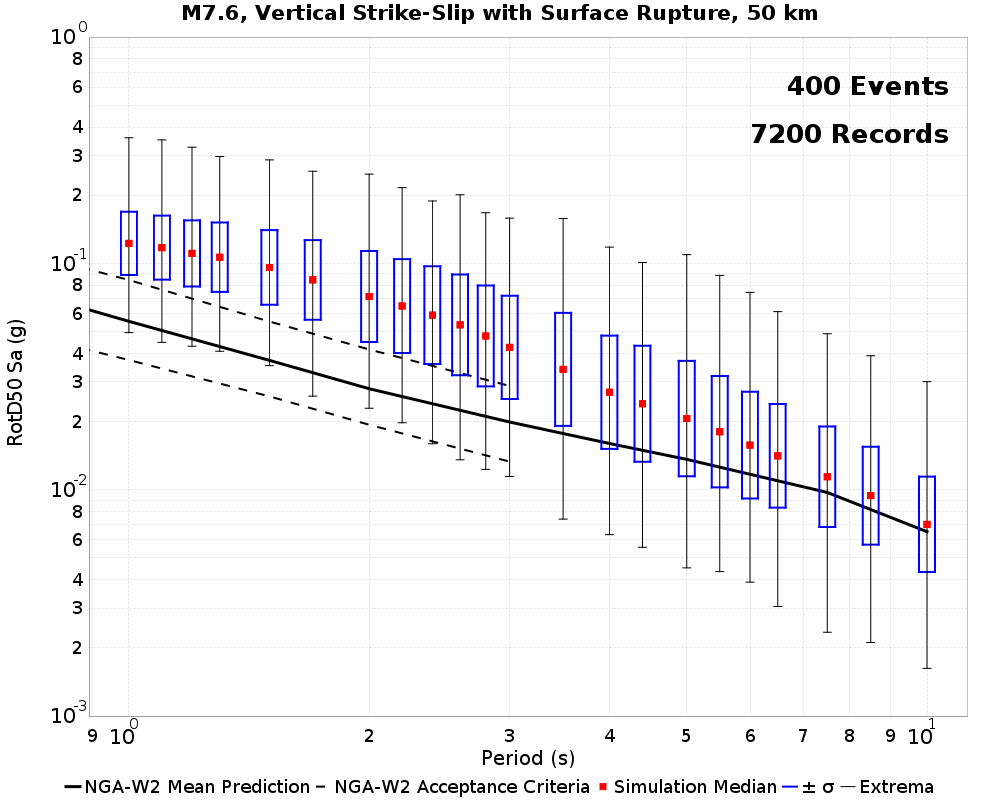 M7.6, Vertical Strike-Slip with Surface Rupture, 50 km
400 Events
7200 Records
RotD50 Sa (g)
10^0
8
6
4
3
2
10^-1
8
6
4
3
2
10^-2
8
6
4
3
2
10^-3
9 10^0 2 3 4 5 6 7 8 9 10^1
Period (s)
NGA-W2 Mean Prediction NGA-W2 Acceptance Criteria Simulation Median ± σ Extrema